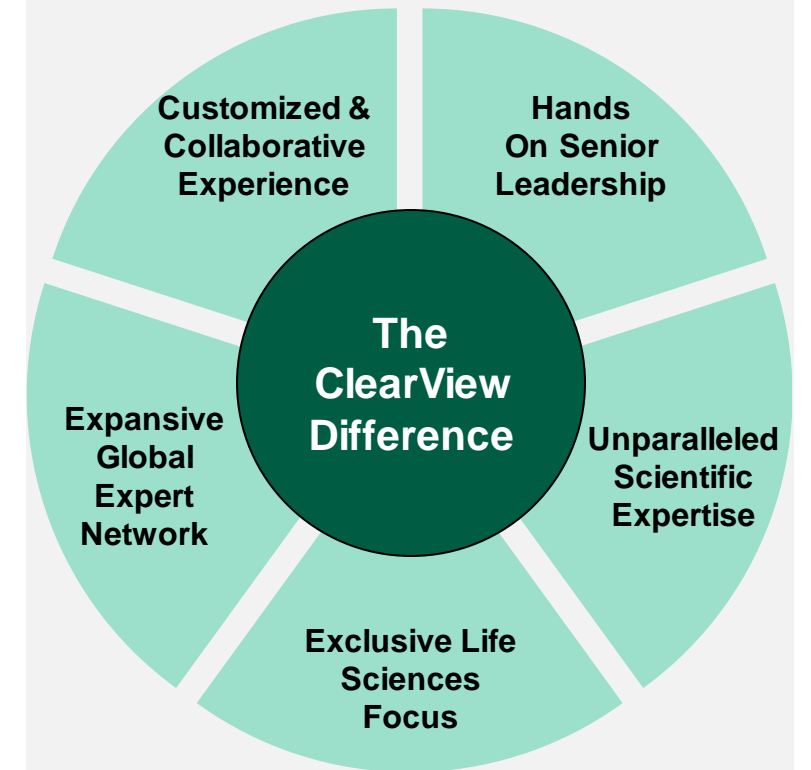 Customized &
Collaborative
Experience
Hands
On Senior
Leadership
The
ClearView
Difference
Expansive
Global
Expert
Network
Unparalleled
Scientific
Expertise
Exclusive Life
Sciences
Focus